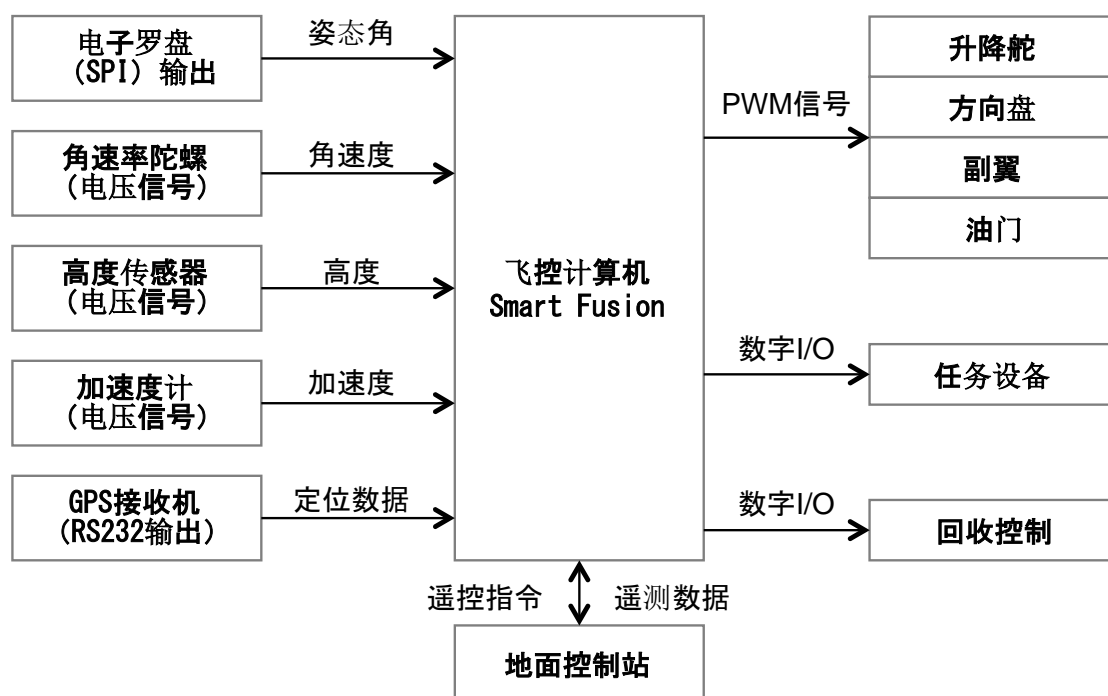 电子罗盘
（SPI）输出
姿态角
角速率陀螺
（电压信号）
角速度
高度传感器
（电压信号）
高度
加速度计
（电压信号）
加速度
GPS接收机
(RS232输出)
定位数据
飞控计算机
Smart Fusion
PWM信号
升降舵
方向盘
副翼
油门
数字I/O
任务设备
数字I/O
回收控制
遥控指令
遥测数据
地面控制站